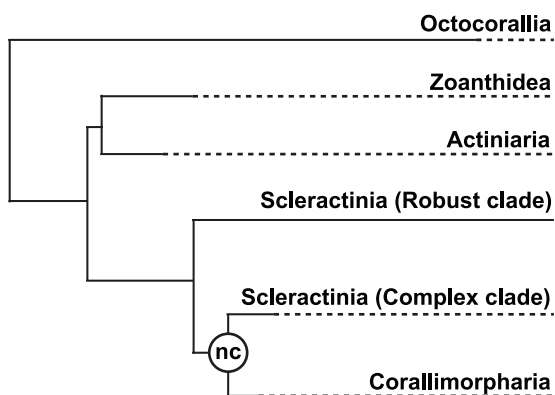 Octocorallia
Zoanthidea
Actiniaria
Scleractinia (Robust clade)
Scleractinia (Complex clade)
nc
Corallimorpharia